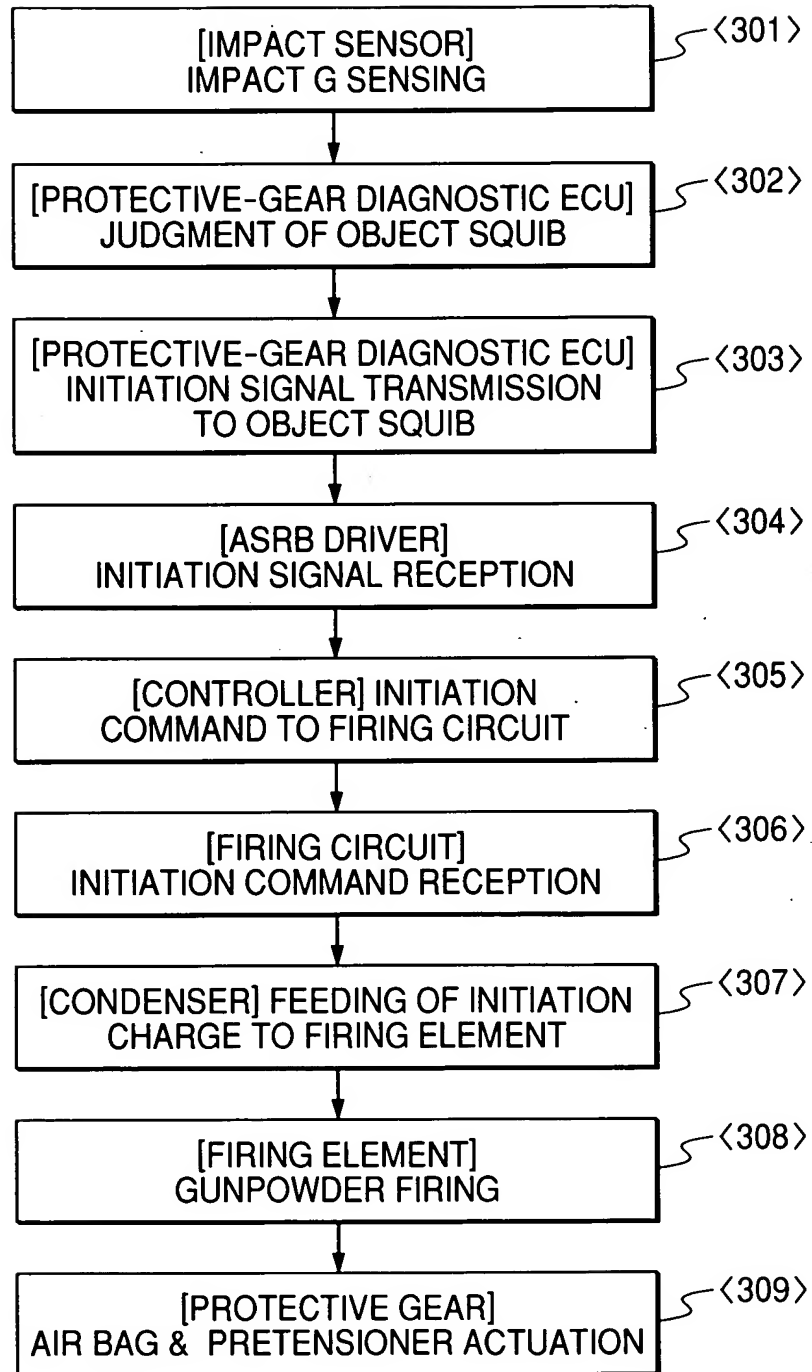 [IMPACT SENSOR]
IMPACT G SENSING
<301>
[PROTECTIVE-GEAR DIAGNOSTIC ECU]
JUDGMENT OF OBJECT SQUIB
<302>
[PROTECTIVE-GEAR DIAGNOSTIC ECU]
INITIATION SIGNAL TRANSMISSION
TO OBJECT SQUIB
<303>
[ASRB DRIVER]
INITIATION SIGNAL RECEPTION
<304>
[CONTROLLER] INITIATION
COMMAND TO FIRING CIRCUIT
<305>
[FIRING CIRCUIT]
INITIATION COMMAND RECEPTION
<306>
[CONDENSER] FEEDING OF INITIATION
CHARGE TO FIRING ELEMENT
<307>
[FIRING ELEMENT]
GUNPOWDER FIRING
<308>
[PROTECTIVE GEAR]
AIR BAG & PRETENSIONER ACTUATION
<309>